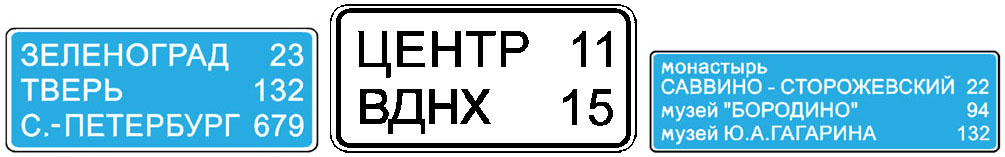 ЗЕЛЕНОГРАД 23
ТВЕРЬ 132
С.-ПЕТЕРБУРГ 679
ЦЕНТР 11
ВДНХ 15
монастырь
САВВИНО - СТОРОЖЕВСКИЙ 22
музей "БОРОДИНО" 94
музей Ю.А.ГАГАРИНА 132